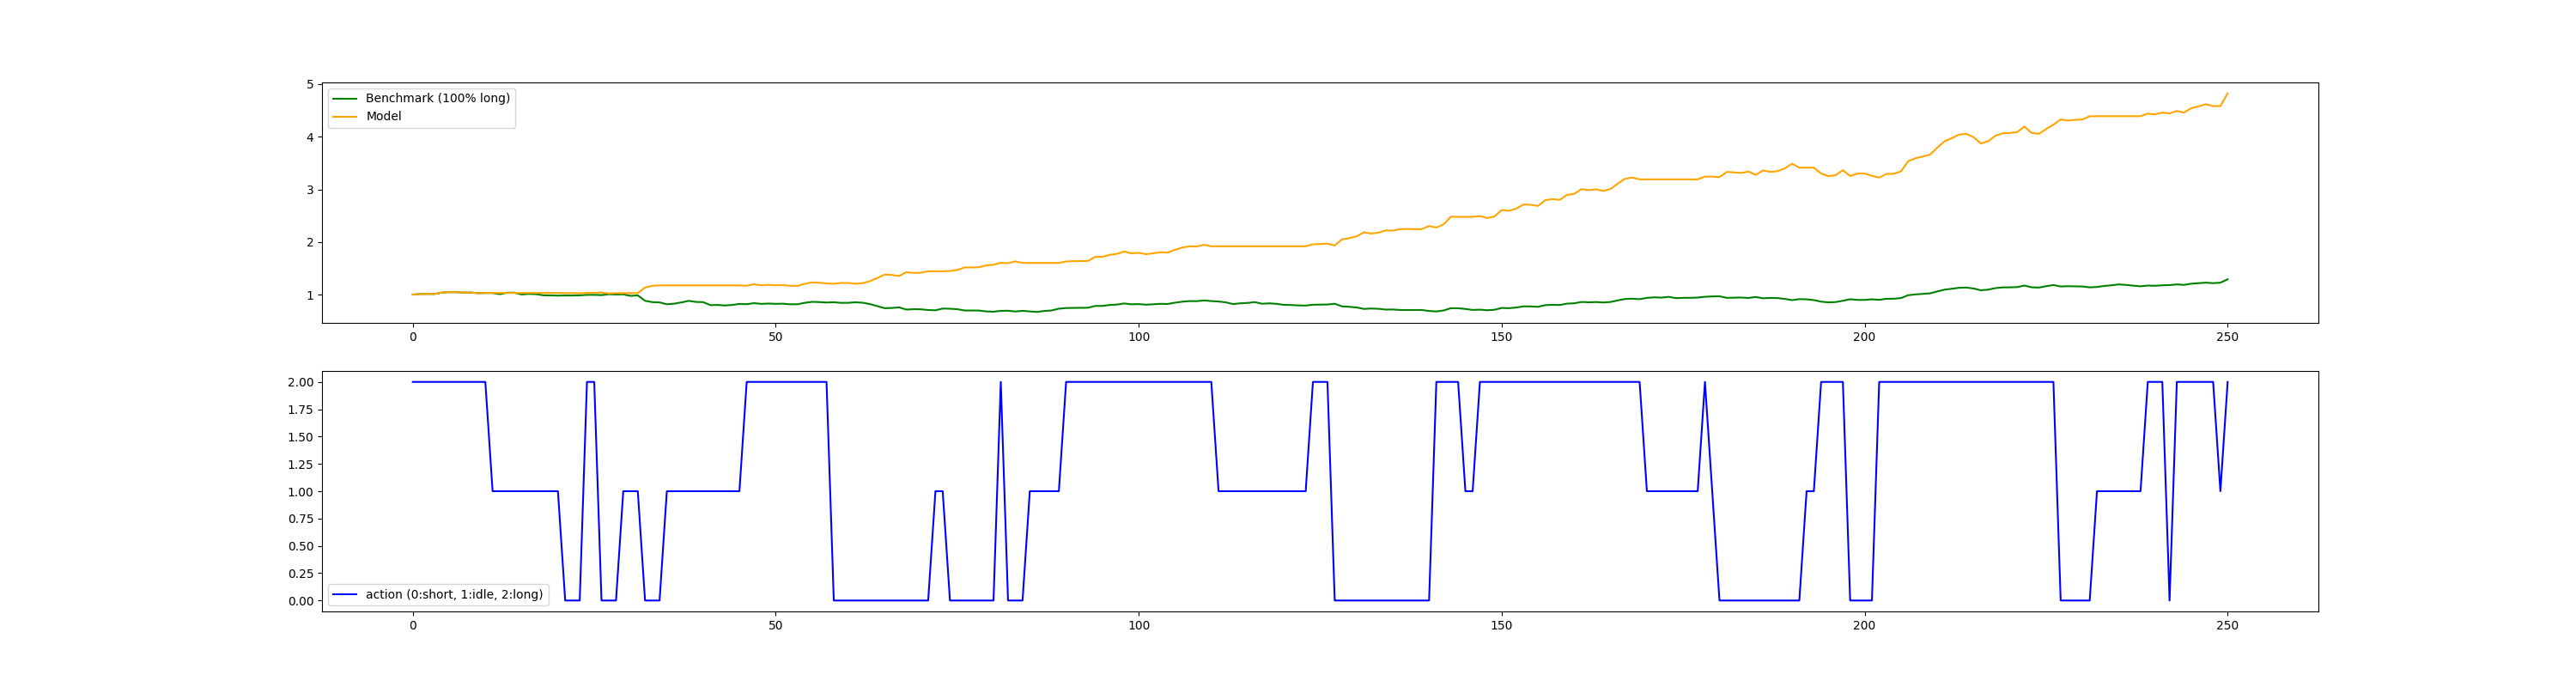 5
4
3
2
1
Benchmark (100% long)
Model
0 50 100 150 200 250
2.00
1.75
1.50
1.25
1.00
0.75
0.50
0.25
0.00
action (0:short, 1:idle, 2:long)
0 50 100 150 200 250